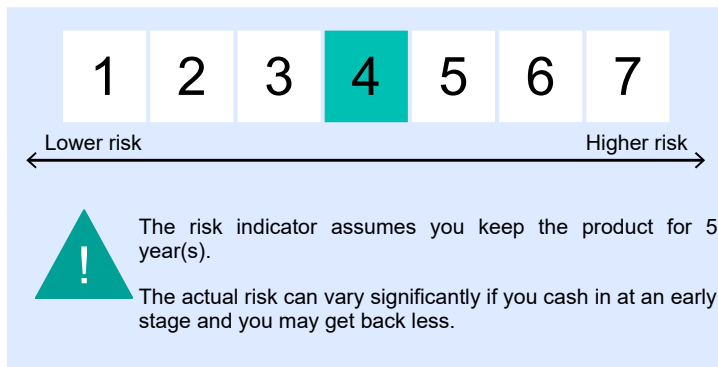 1 2 3 4 5 6 7
Lower risk Higher risk
The risk indicator assumes you keep the product for 5
year(s).
!
The actual risk can vary significantly if you cash in at an early
stage and you may get back less.